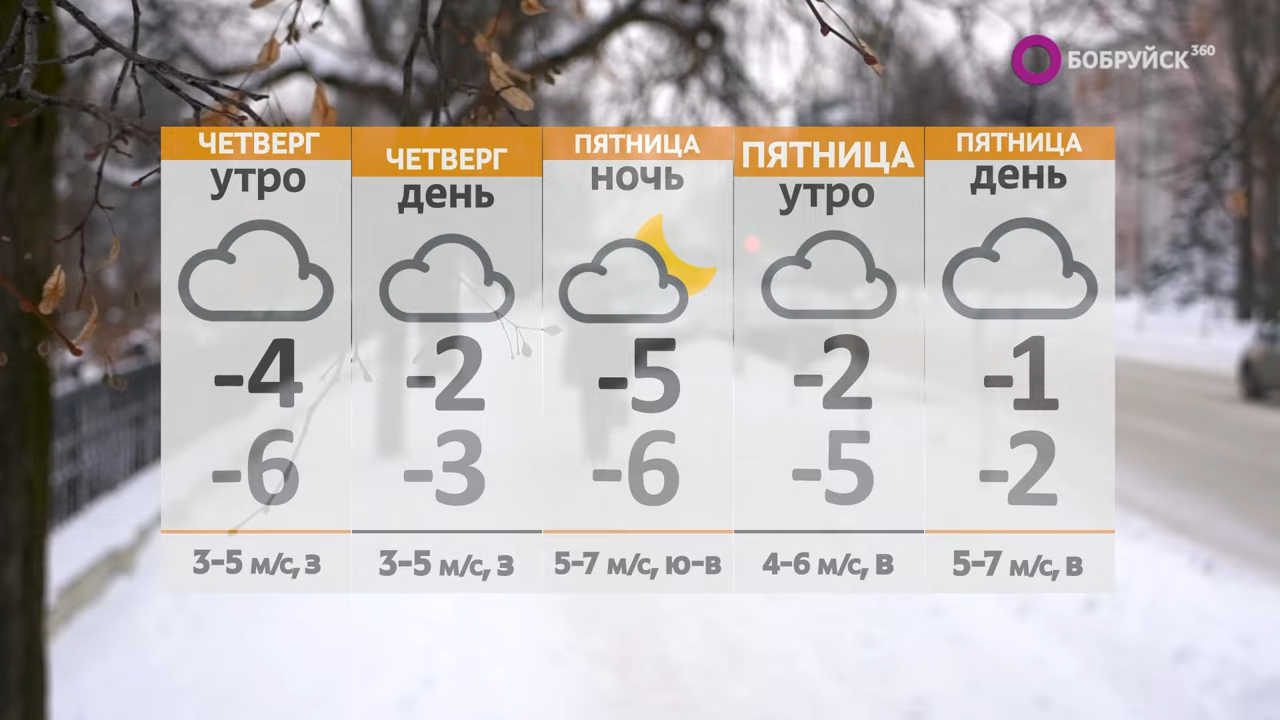 БОБРУЙСК360
ЧЕТВЕРГ
утро
-4
-6
3-5 м/с, З
ЧЕТВЕРГ
день
-2
-3
3-5 м/с, З
ПЯТНИЦА
ночь
-5
-6
5-7 м/с, Ю-В
ПЯТНИЦА
утро
-2
-5
4-6 м/с, В
ПЯТНИЦА
день
-1
-2
5-7 м/с, В